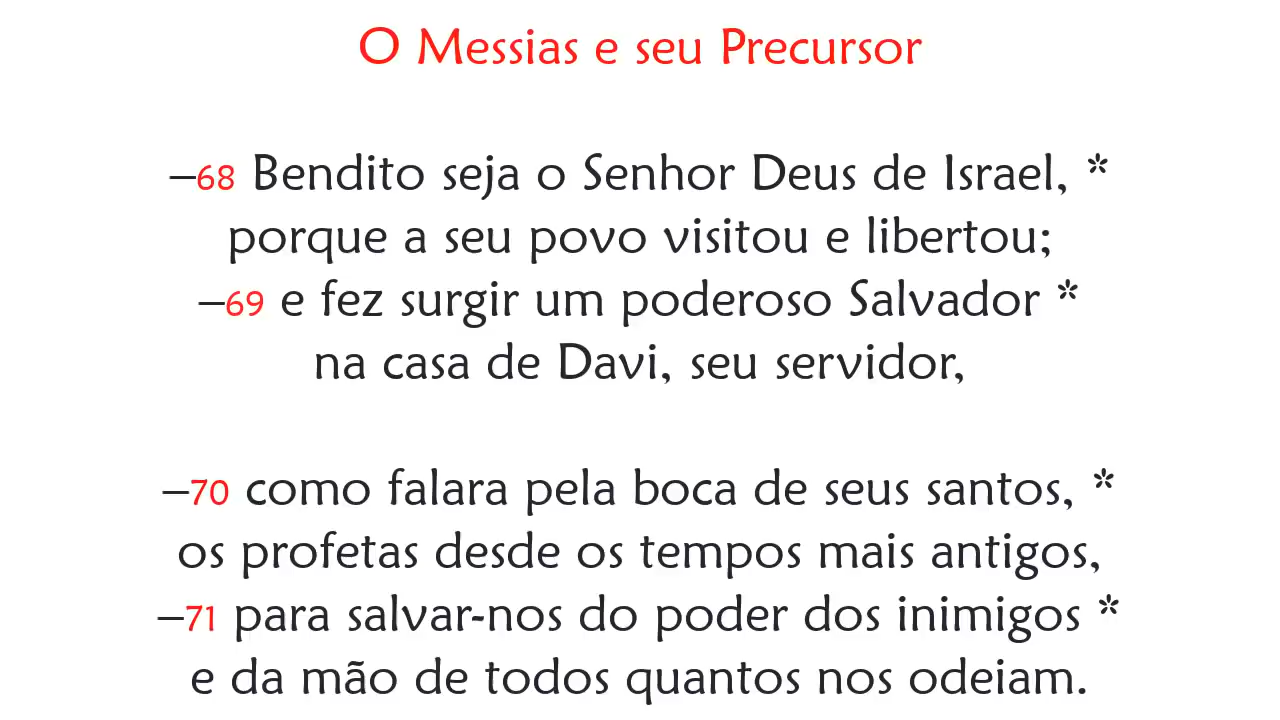 O Messias e seu Precursor
–68 Bendito seja o Senhor Deus de Israel, *
porque a seu povo visitou e libertou;
–69 e fez surgir um poderoso Salvador *
na casa de Davi, seu servidor,
–70 como falara pela boca de seus santos, *
os profetas desde os tempos mais antigos,
–71 para salvar-nos do poder dos inimigos *
e da mão de todos quantos nos odeiam.